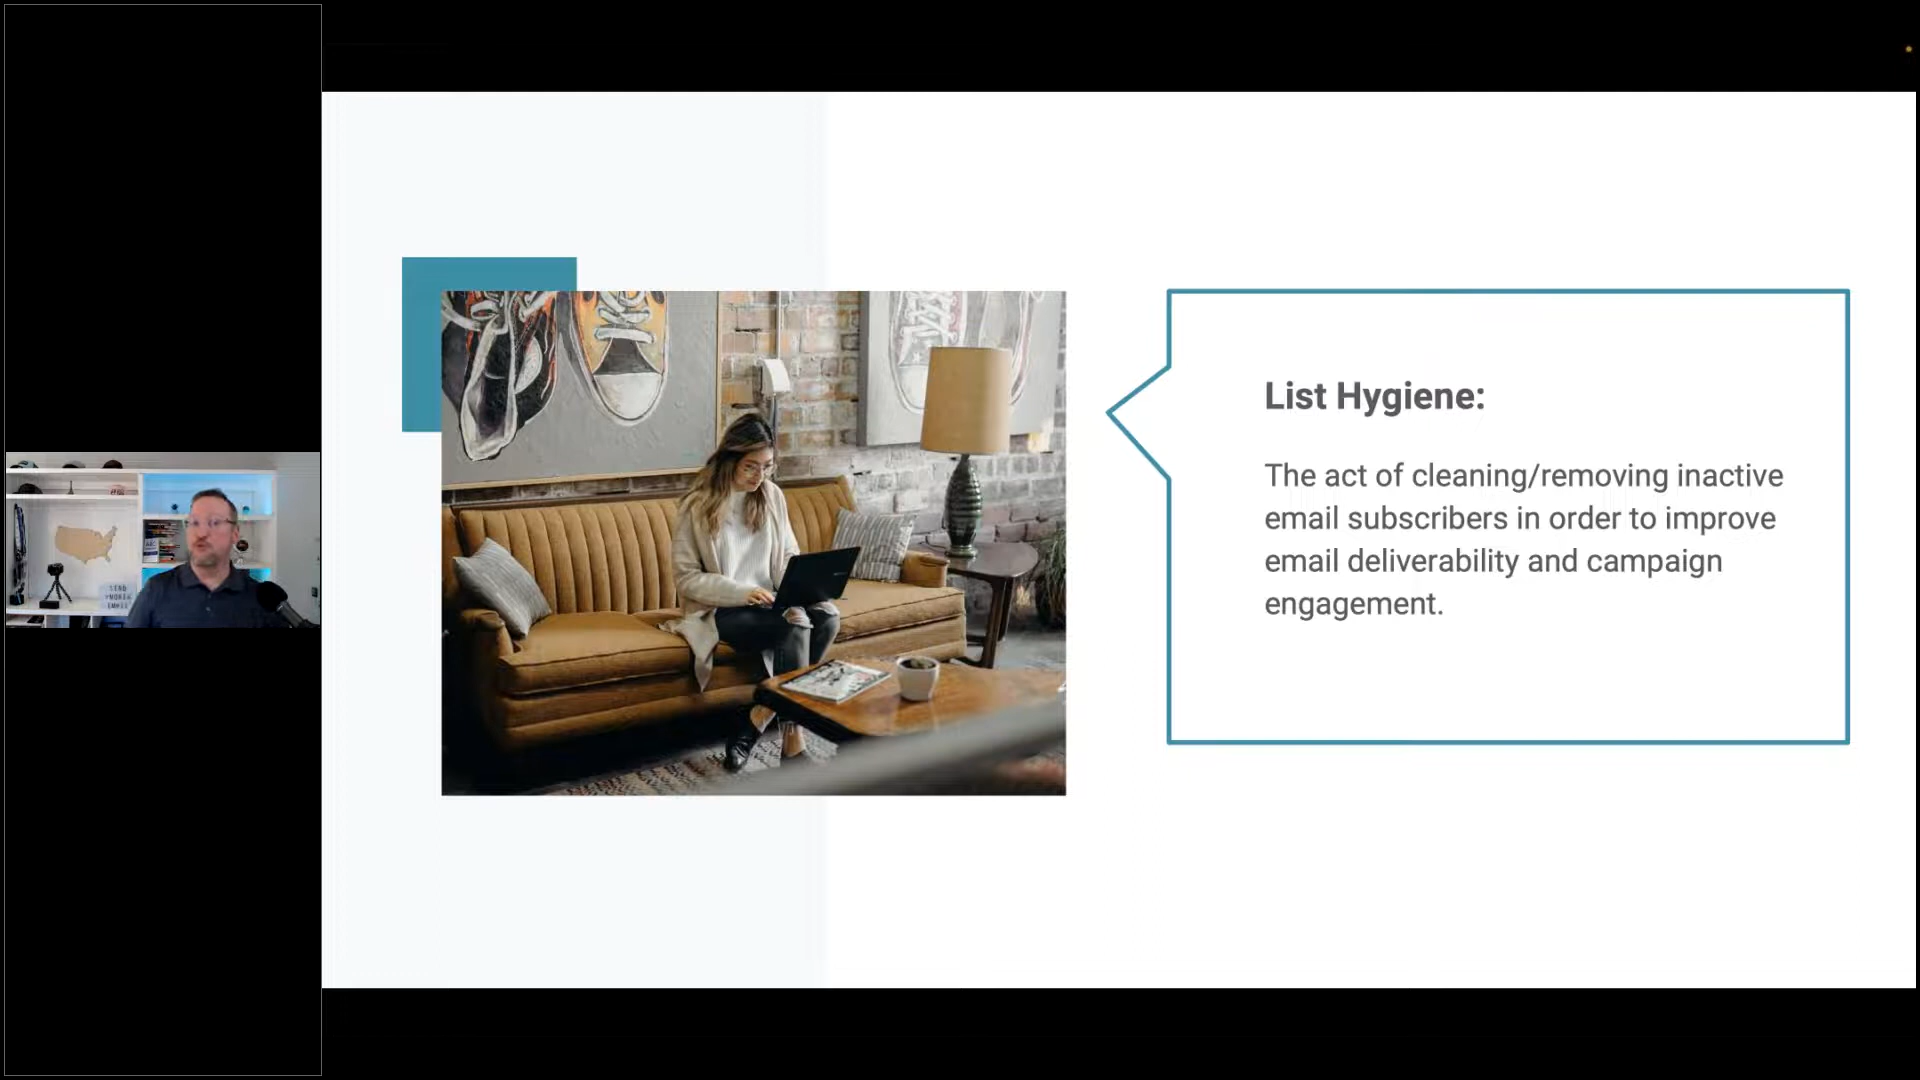 List Hygiene:
The act of cleaning/removing inactive
email subscribers in order to improve
email deliverability and campaign
engagement.
SEND